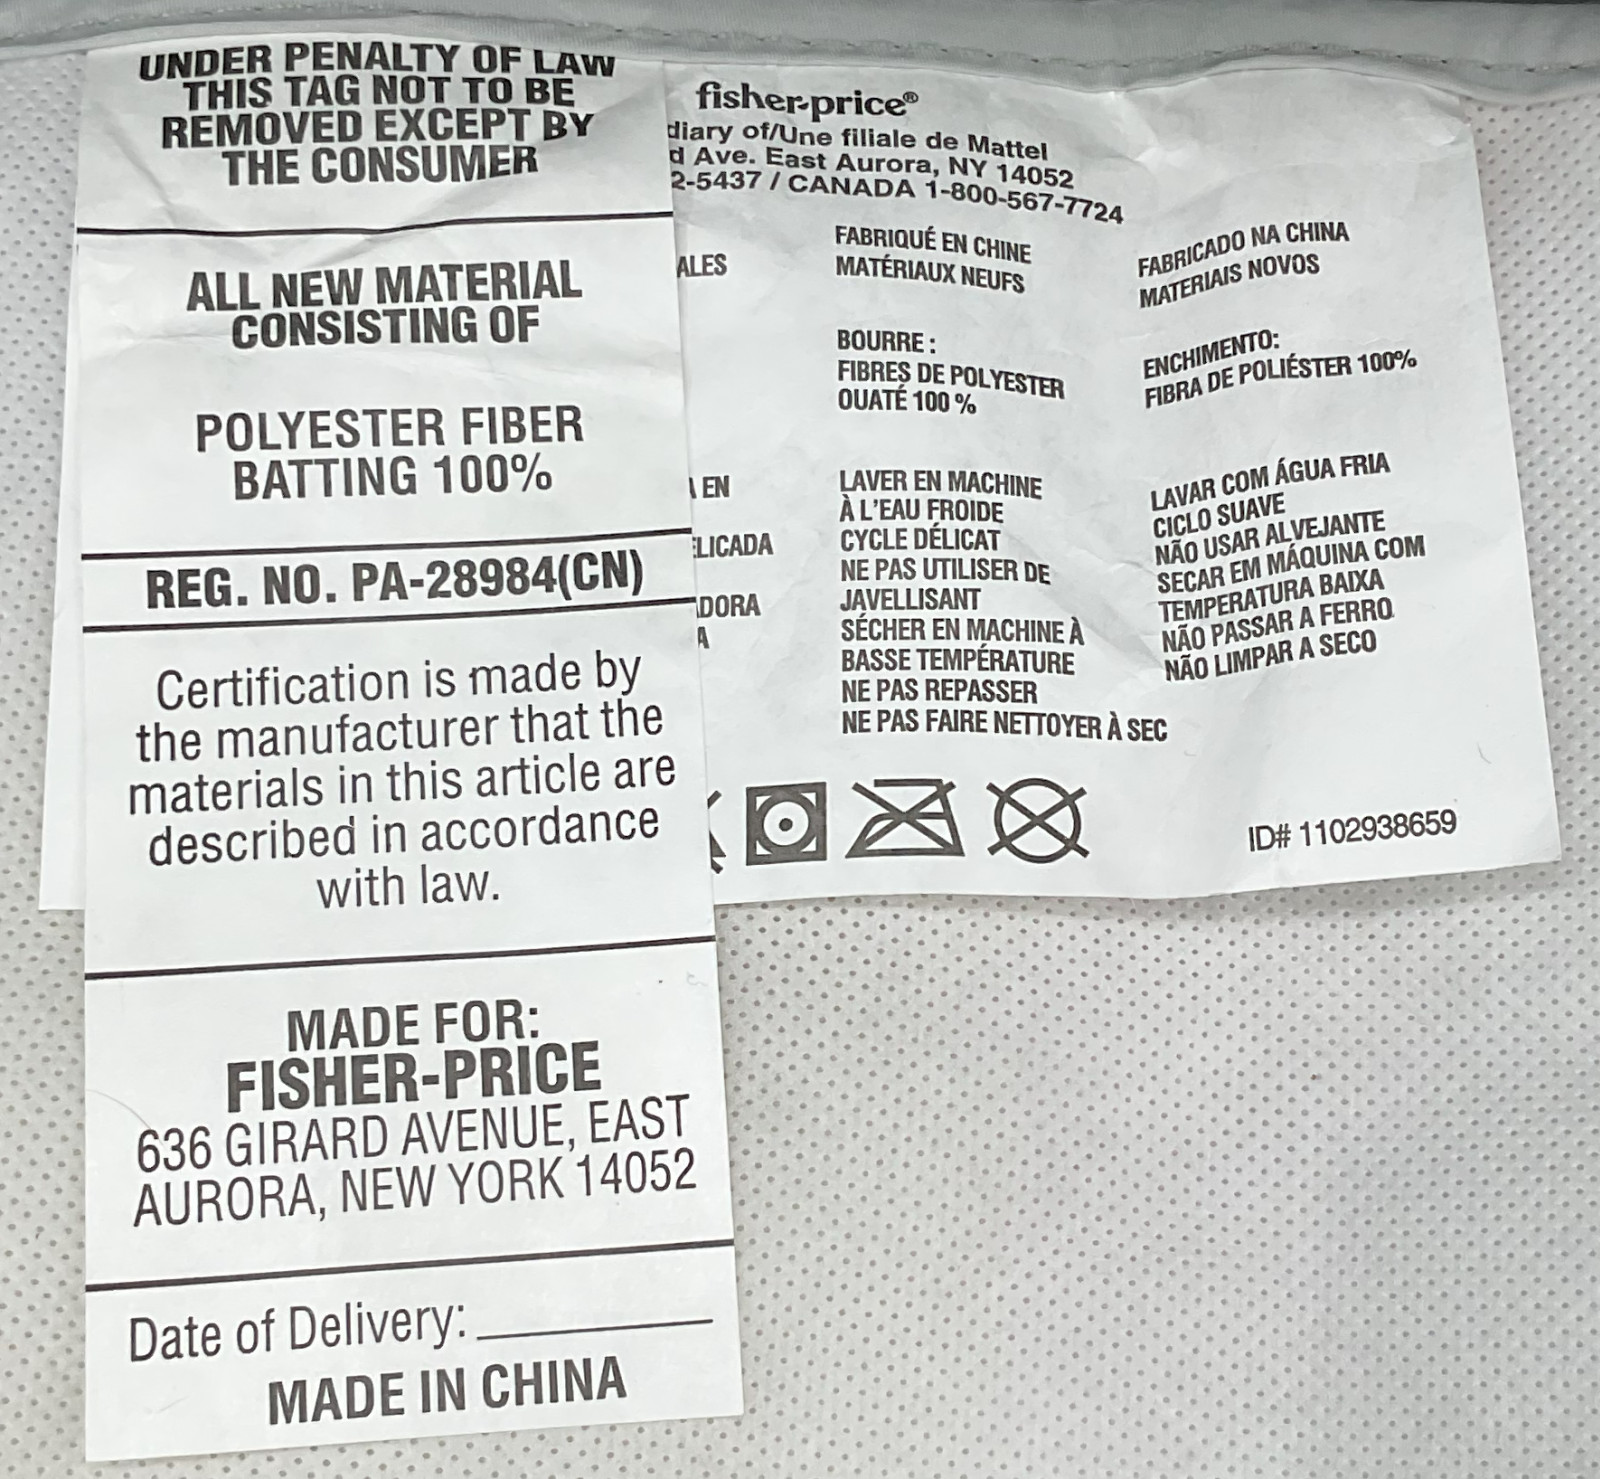 UNDER PENALTY OF LAW
THIS TAG NOT TO BE
REMOVED EXCEPT BY
THE CONSUMER
ALL NEW MATERIAL
CONSISTING OF
POLYESTER FIBER
BATTING 100%
REG. NO. PA-28984(CN)
Certification is made by
the manufacturer that the
materials in this article are
described in accordance
with law.
MADE FOR:
FISHER-PRICE
636 GIRARD AVENUE, EAST
AURORA, NEW YORK 14052
Date of Delivery:
MADE IN CHINA
fisher-price®
diary of/Une filiale de Mattel
d Ave. East Aurora, NY 14052
2-5437 / CANADA 1-800-567-7724
ALES
EN
LICADA
DORA
A
FABRIQUÉ EN CHINE
MATÉRIAUX NEUFS
BOURRE :
FIBRES DE POLYESTER
OUATÉ 100 %
LAVER EN MACHINE
À L'EAU FROIDE
CYCLE DÉLICAT
NE PAS UTILISER DE
JAVELLISANT
SÉCHER EN MACHINE À
BASSE TEMPÉRATURE
NE PAS REPASSER
NE PAS FAIRE NETTOYER À SEC
FABRICADO NA CHINA
MATERIAIS NOVOS
ENCHIMENTO:
FIBRA DE POLIÉSTER 100%
LAVAR COM ÁGUA FRIA
CICLO SUAVE
NÃO USAR ALVEJANTE
SECAR EM MÁQUINA COM
TEMPERATURA BAIXA
NÃO PASSAR A FERRO
NÃO LIMPAR A SECO
ID# 1102938659